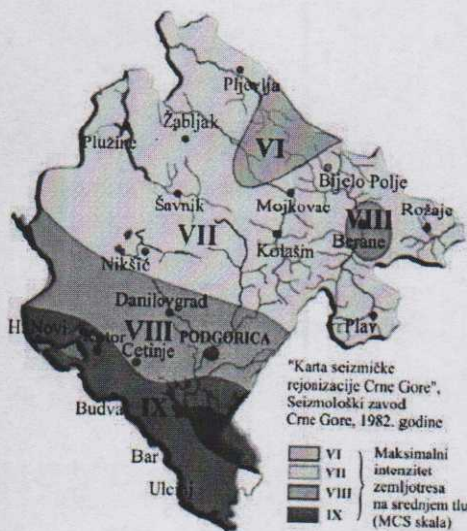 Pljevlja
Žabljak
Plužine
VI
Bijelo Polje
Šavnik
Mojkovac
VIII
Rožaje
VII
Berane
Kolašin
Nikšić
Danilovgrad
Plav
H.Novi
VIII
PODGORICA
Kotor
Cetinje
IX
Budva
Bar
Ulcinj
"Karta seizmičke
rejonizacije Crne Gore",
Seizmološki zavod
Crne Gore, 1982. godine
VI
VII
VIII
IX
Maksimalni
intenzitet
zemljotresa
na srednjem tlu
(MCS skala)